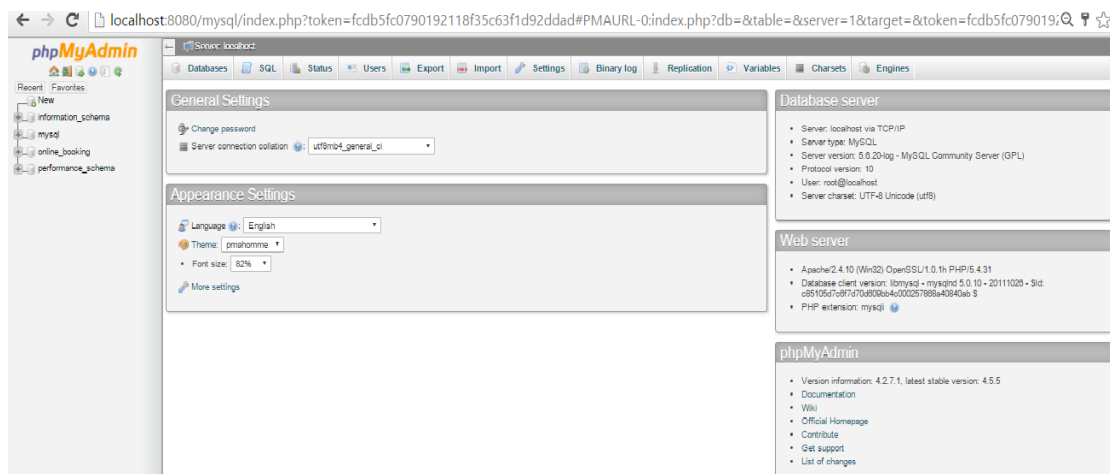 localhost:8080/mysql/index.php?token=fcdb5fc0790192118f35c63f1d92ddad#PMAURL-0:index.php?db=&table=&server=1&target=&token=fcdb5fc079019
phpMyAdmin
Recent Favorites
New
information_schema
mysql
online_booking
performance_schema
Server: localhost
Databases SQL Status Users Export Import Settings Binary log Replication Variables Charsets Engines
General Settings
Change password
Server connection collation : utf8mb4_general_ci
Appearance Settings
Language : English
Theme: pmahomme
• Font size: 82%
More settings
Database server
• Server: localhost via TCP/IP
• Server type: MySQL
• Server version: 5.6.20-log - MySQL Community Server (GPL)
• Protocol version: 10
• User: root@localhost
• Server charset: UTF-8 Unicode (utf8)
Web server
• Apache/2.4.10 (Win32) OpenSSL/1.0.1h PHP/5.4.31
• Database client version: libmysql - mysqlnd 5.0.10 - 20111026 - $Id:
$
• PHP extension: mysqli
phpMyAdmin
• Version information: 4.2.7.1, latest stable version: 4.5.5
• Documentation
• Wiki
• Official Homepage
• Contribute
• Get support
• List of changes